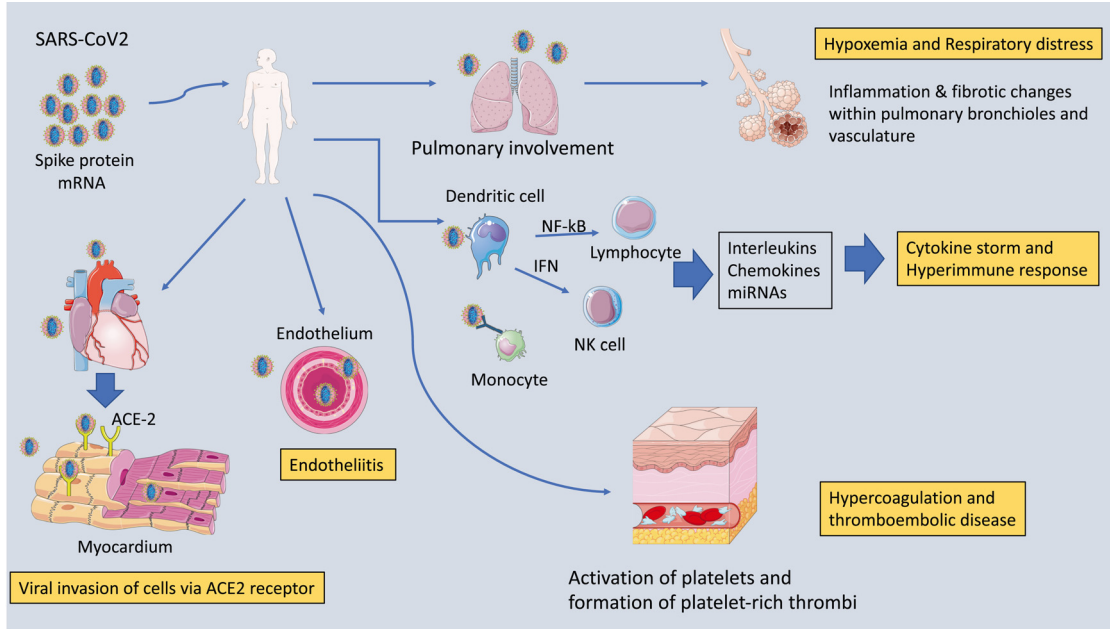 SARS-CoV2
Spike protein
mRNA
Pulmonary involvement
Hypoxemia and Respiratory distress
Inflammation & fibrotic changes
within pulmonary bronchioles and
vasculature
Dendritic cell
NF-kB
Lymphocyte
IFN
NK cell
Monocyte
Interleukins
Chemokines
miRNAs
Cytokine storm and
Hyperimmune response
Endothelium
Endotheliitis
ACE-2
Myocardium
Viral invasion of cells via ACE2 receptor
Hypercoagulation and
thromboembolic disease
Activation of platelets and
formation of platelet-rich thrombi